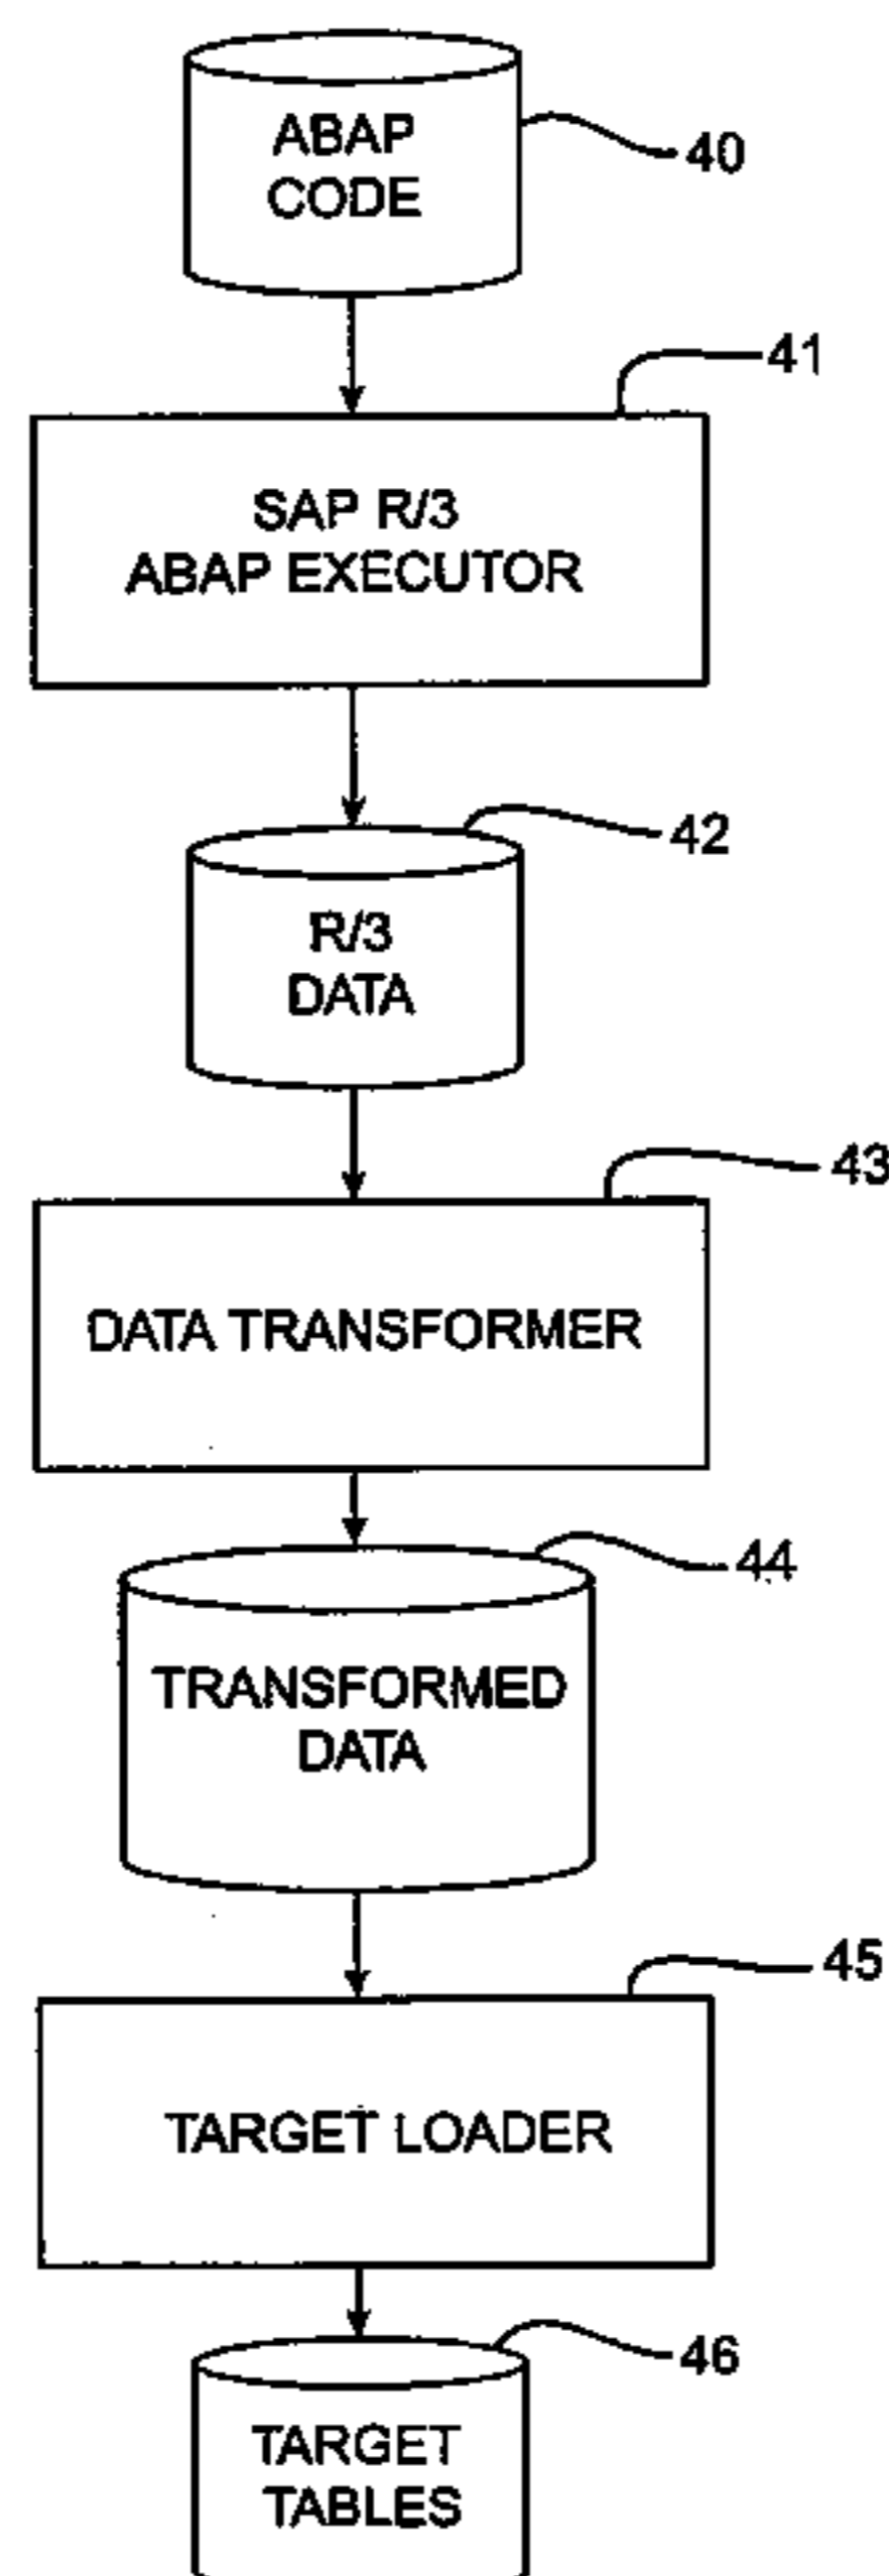 ABAP
CODE
40
41
SAP R/3
ABAP EXECUTOR
42
R/3
DATA
43
DATA TRANSFORMER
44
TRANSFORMED
DATA
45
TARGET LOADER
46
TARGET
TABLES